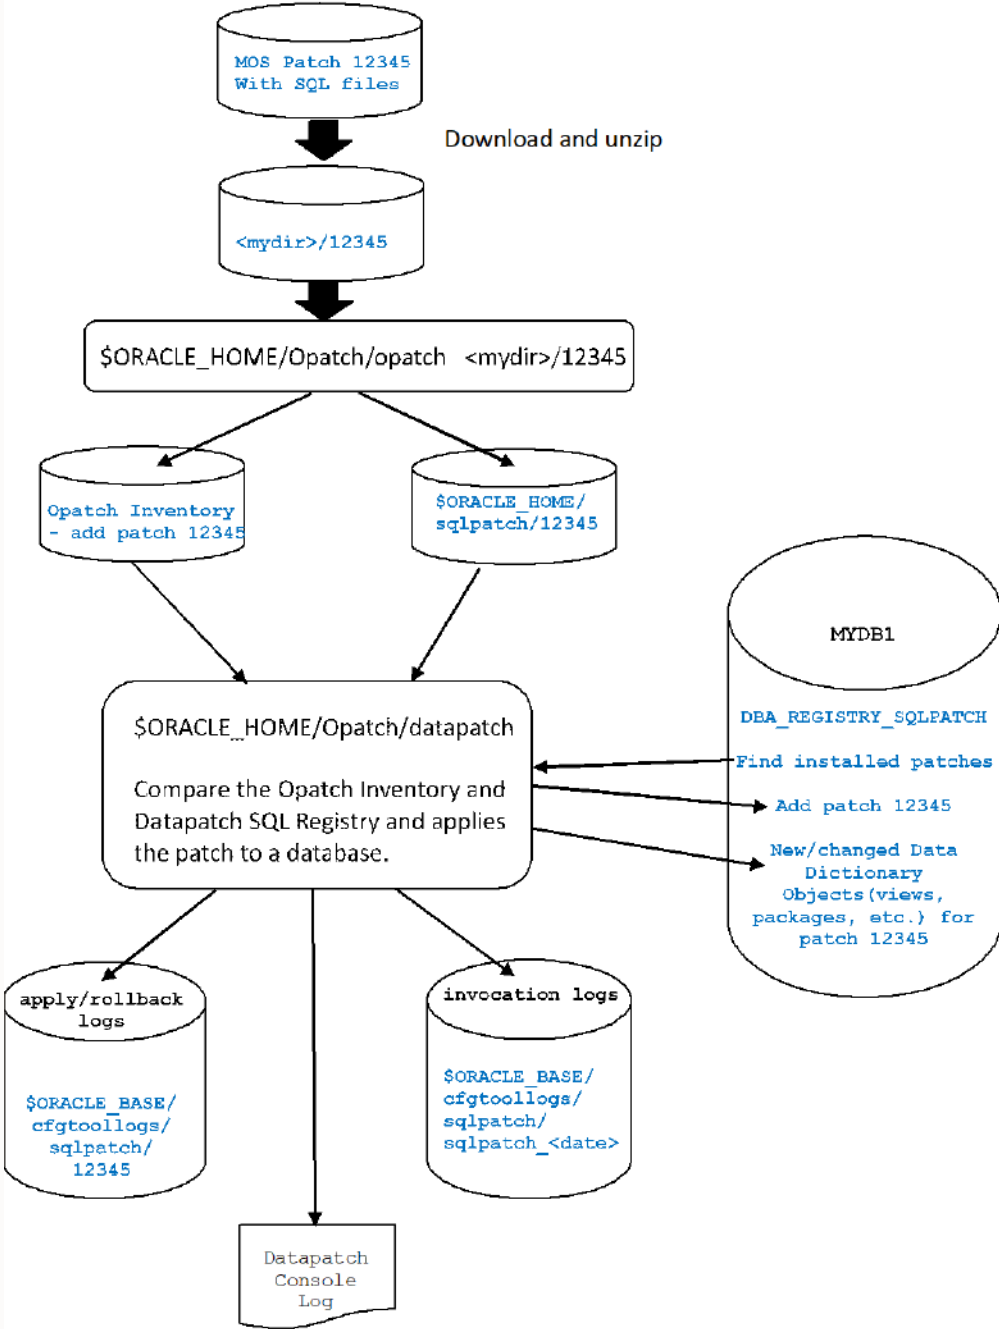 MOS Patch 12345
With SQL files
Download and unzip
<mydir>/12345
$ORACLE_HOME/Opatch/opatch <mydir>/12345
Opatch Inventory
- add patch 12345
$ORACLE_HOME/
sqlpatch/12345
MYDB1
DBA_REGISTRY_SQLPATCH
Find installed patches
Add patch 12345
New/changed Data
Dictionary
Objects(views,
packages, etc.) for
patch 12345
$ORACLE_HOME/Opatch/datapatch
Compare the Opatch Inventory and
Datapatch SQL Registry and applies
the patch to a database.
apply/rollback
logs
$ORACLE_BASE/
cfgtoollogs/
sqlpatch/
12345
invocation logs
$ORACLE_BASE/
cfgtoollogs/
sqlpatch/
sqlpatch_<date>
Datapatch
Console
Log